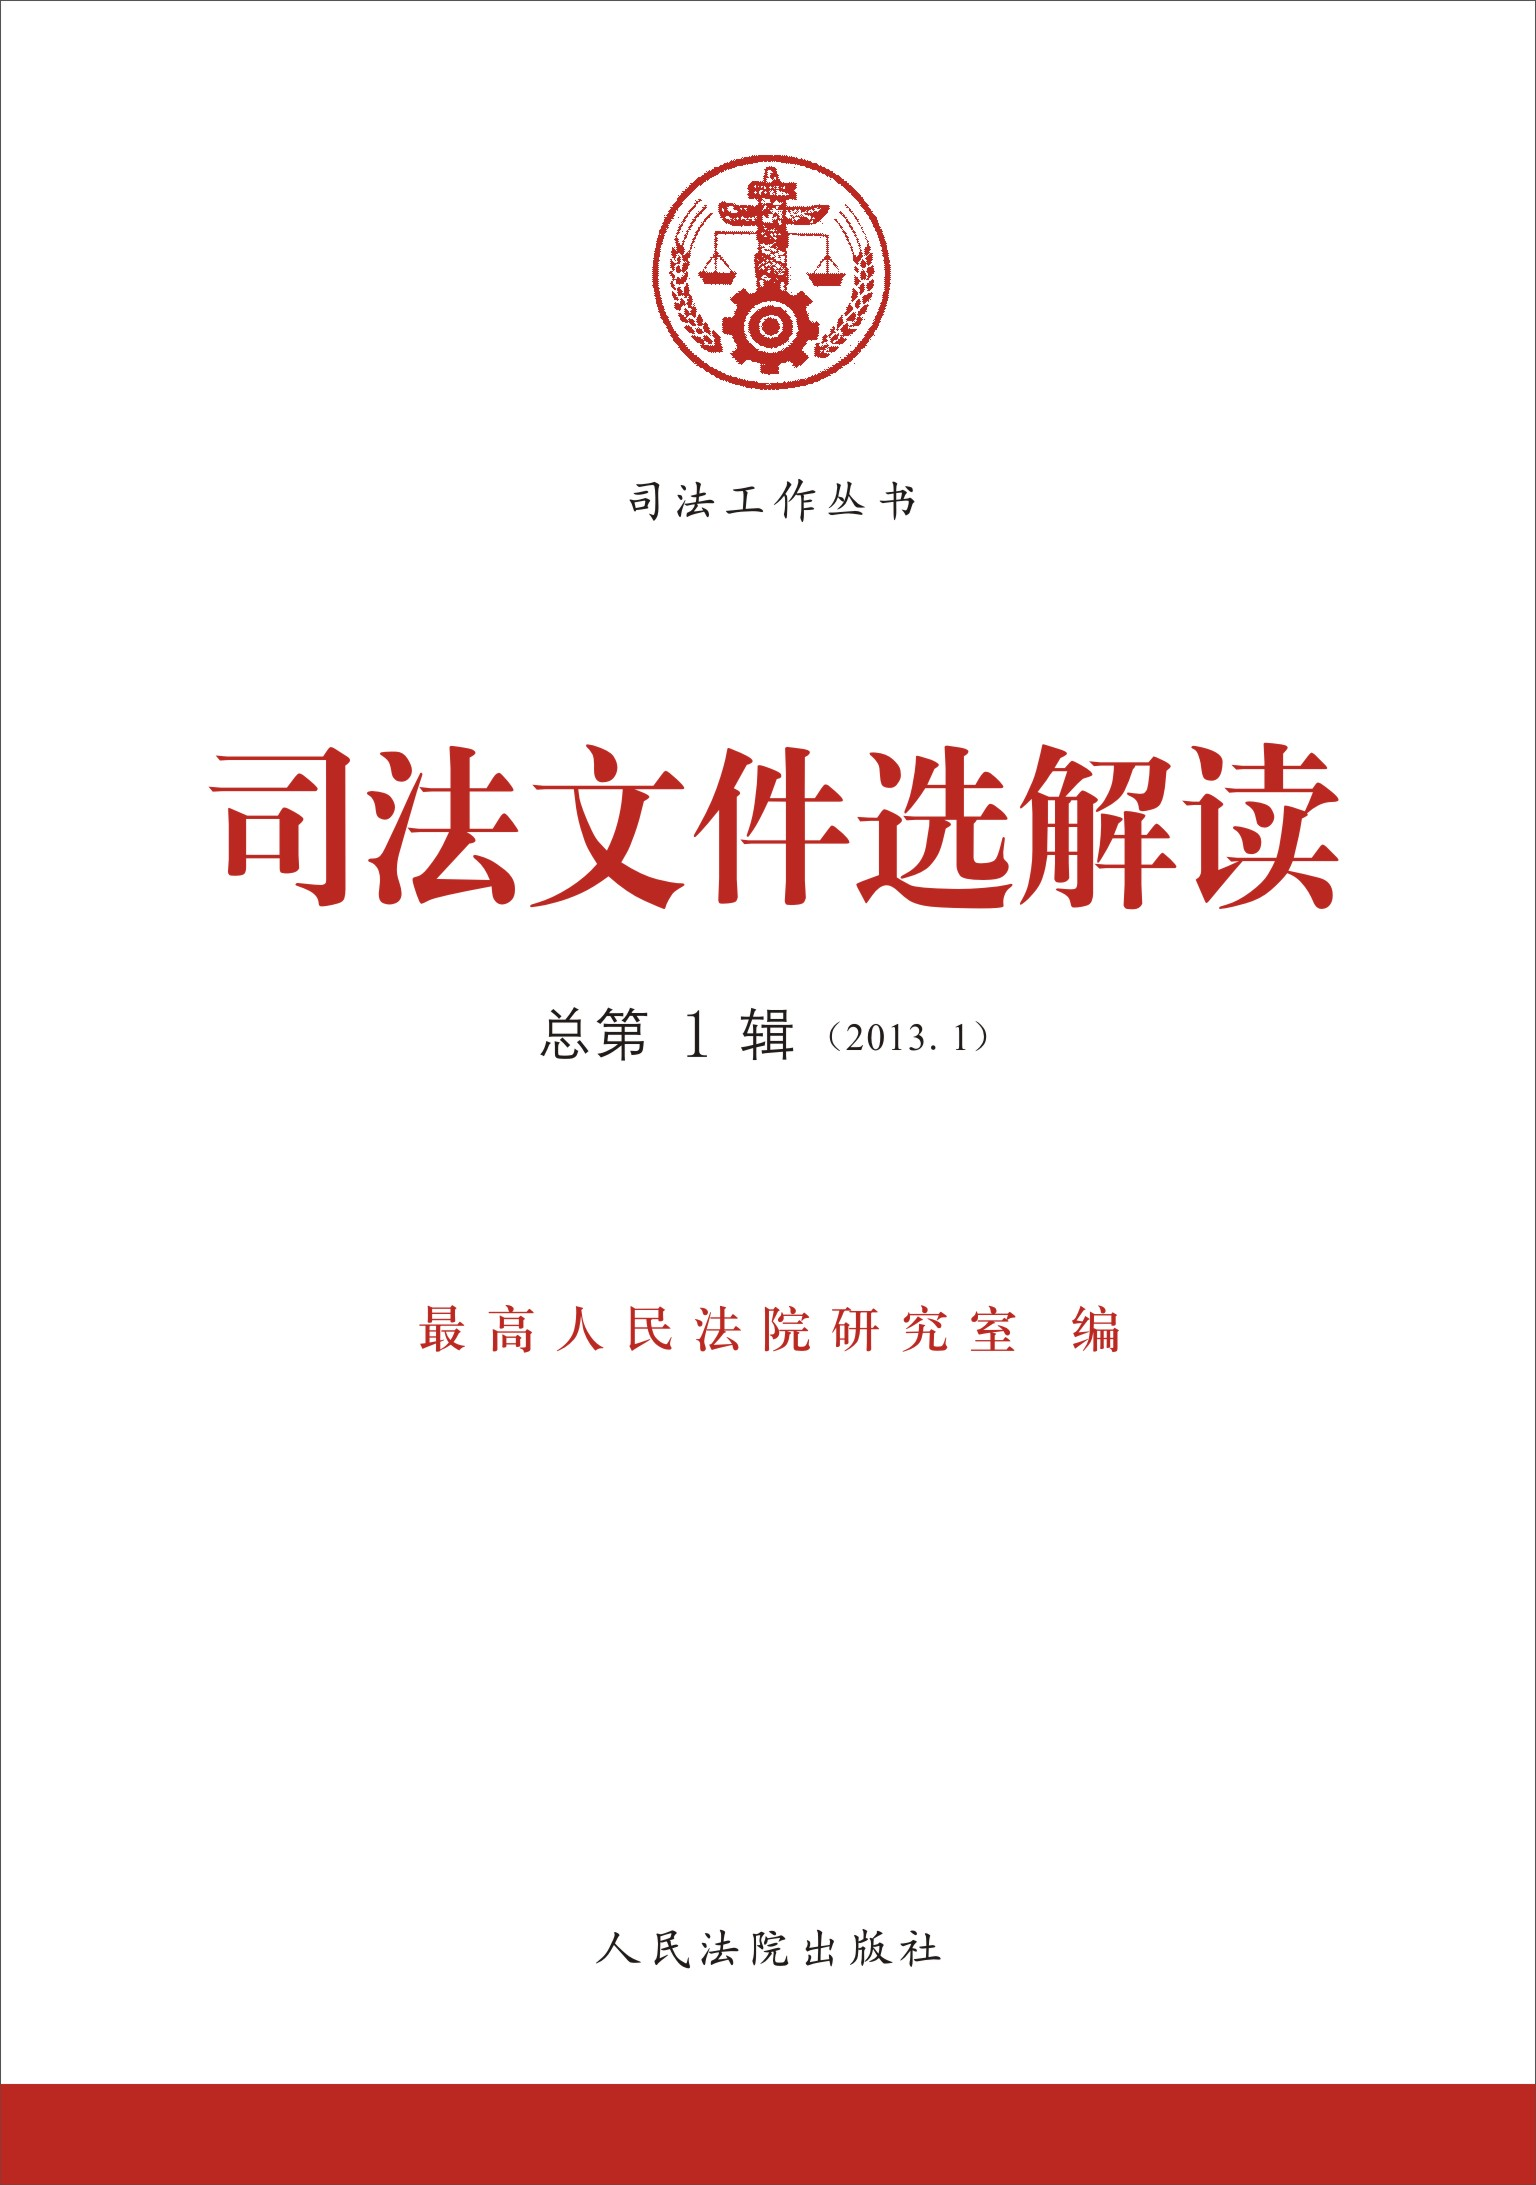 司法工作丛书
司法文件选解读
总第 1 辑（2013. 1）
最高人民法院研究室 编
人民法院出版社